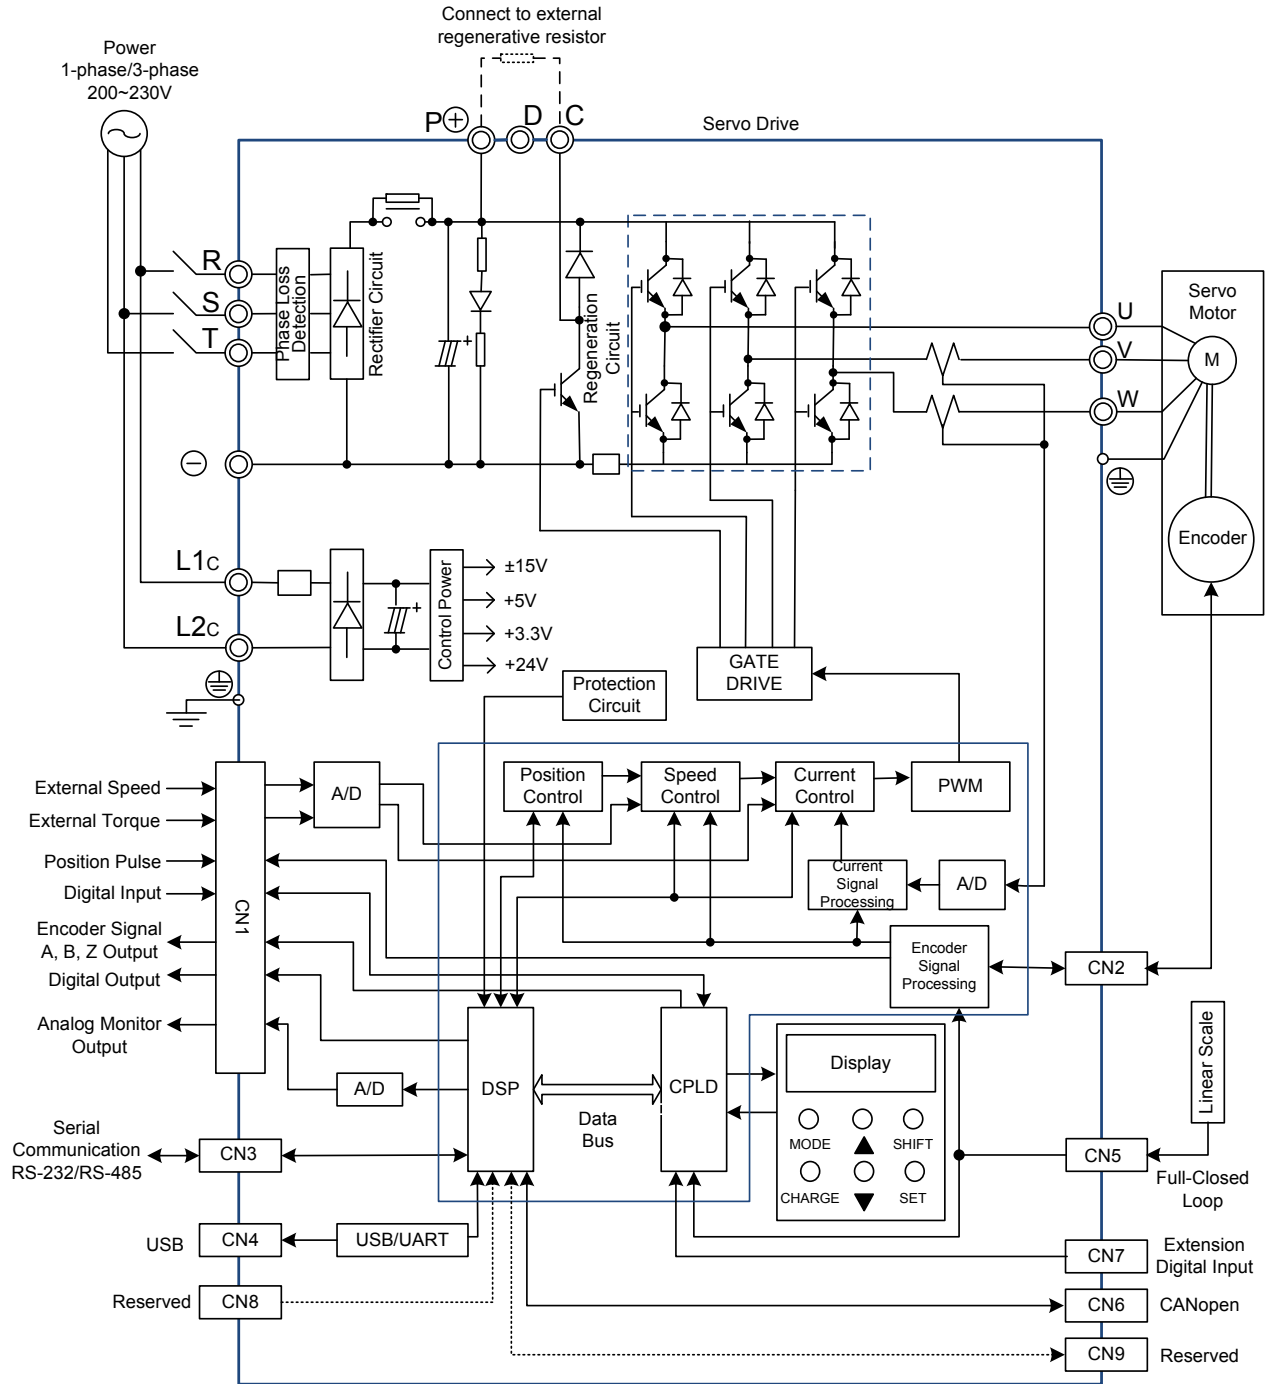 Connect to external
regenerative resistor
Power
1-phase/3-phase
200~230V
P
D
C
Servo Drive
R
S
T
Phase Loss
Detection
Rectifier Circuit
+
Regeneration
Circuit
U
V
W
Servo
Motor
M
Encoder
L1C
L2C
+
Control Power
±15V
+5V
+3.3V
+24V
GATE
DRIVE
Protection
Circuit
External Speed
External Torque
Position Pulse
Digital Input
Encoder Signal
A, B, Z Output
Digital Output
Analog Monitor
Output
CN1
A/D
Position
Control
Speed
Control
Current
Control
PWM
Current
Signal
Processing
A/D
Encoder
Signal
Processing
CN2
Linear Scale
A/D
DSP
Data
Bus
CPLD
Display
MODE
SHIFT
CHARGE
SET
Serial
Communication
RS-232/RS-485
CN3
CN5
Full-Closed
Loop
USB
CN4
USB/UART
CN7
Extension
Digital Input
Reserved
CN8
CN6
CANopen
CN9
Reserved